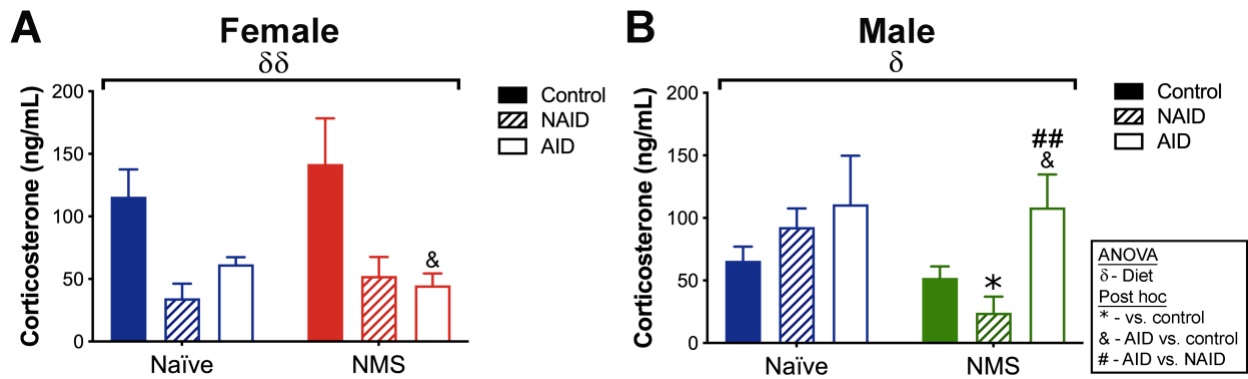 A
Female
δδ
Corticosterone (ng/mL)
200
150
100
50
0
&
Naïve
NMS
Control
NAID
AID
B
Male
δ
Corticosterone (ng/mL)
200
150
100
50
0
*
##
&
Naïve
NMS
Control
NAID
AID
ANOVA
δ - Diet
Post hoc
* - vs. control
& - AID vs. control
# - AID vs. NAID